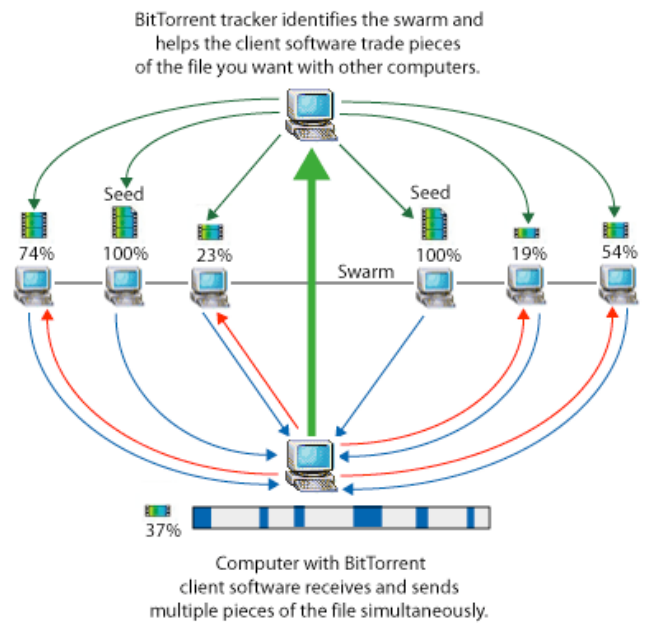 BitTorrent tracker identifies the swarm and
helps the client software trade pieces
of the file you want with other computers.
Seed
Seed
74%
100%
23%
100%
19%
54%
Swarm
37%
Computer with BitTorrent
client software receives and sends
multiple pieces of the file simultaneously.